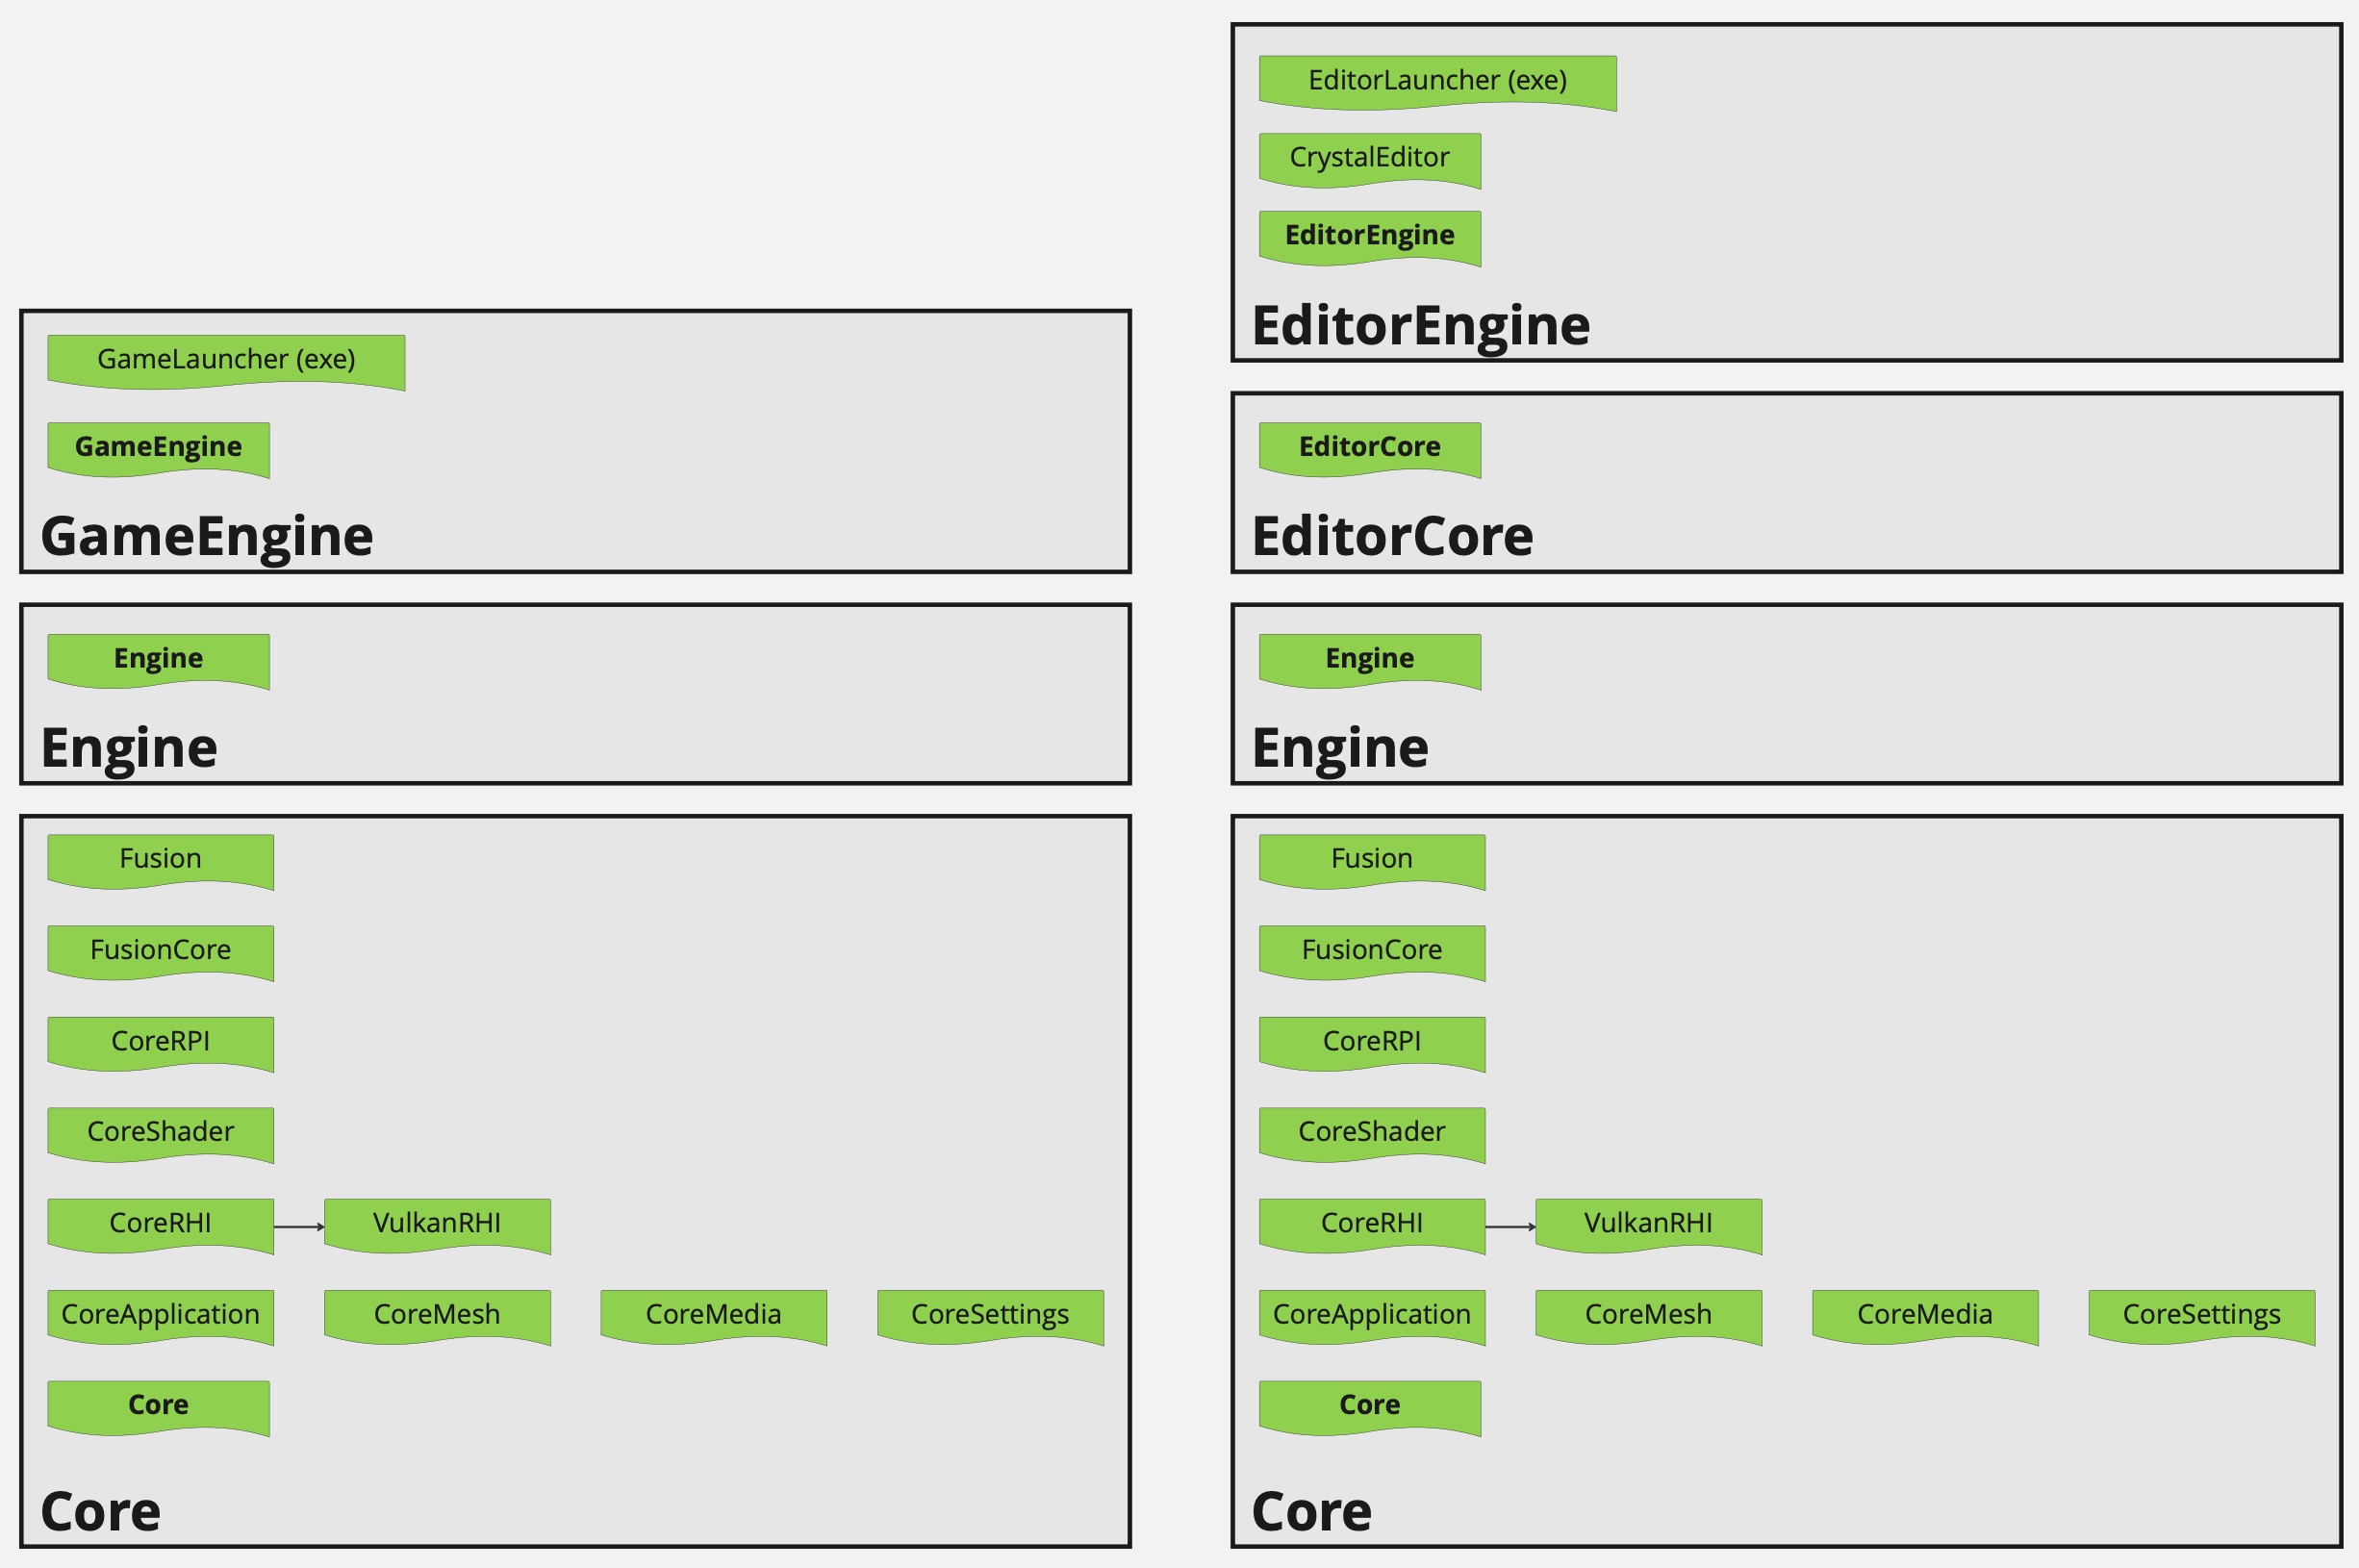 GameLauncher (exe)
GameEngine
GameEngine
Engine
Engine
Fusion
FusionCore
CoreRPI
CoreShader
CoreRHI
VulkanRHI
CoreApplication
CoreMesh
CoreMedia
CoreSettings
Core
Core
EditorLauncher (exe)
CrystalEditor
EditorEngine
EditorEngine
EditorCore
EditorCore
Engine
Engine
Fusion
FusionCore
CoreRPI
CoreShader
CoreRHI
VulkanRHI
CoreApplication
CoreMesh
CoreMedia
CoreSettings
Core
Core